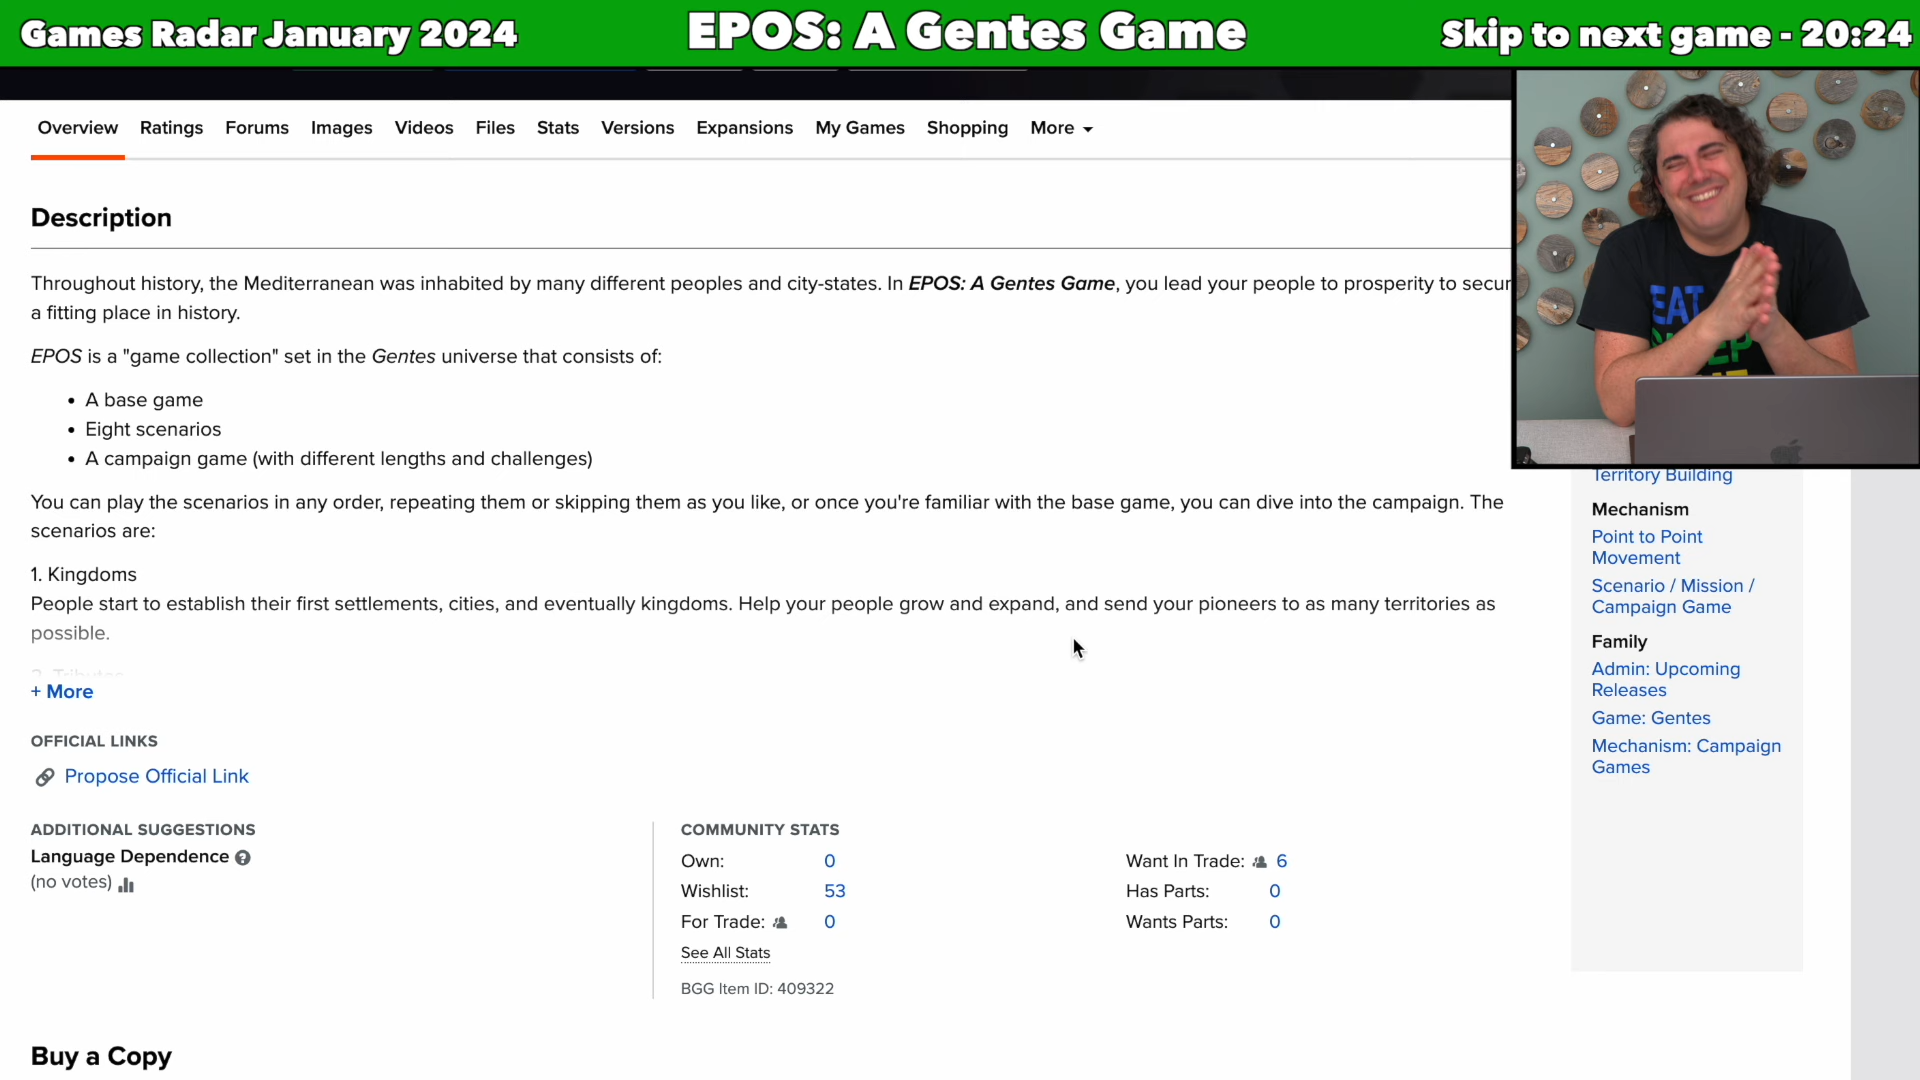 Games Radar January 2024
EPOS: A Gentes Game
Skip to next game - 20:24
Overview Ratings Forums Images Videos Files Stats Versions Expansions My Games Shopping More
Description
Throughout history, the Mediterranean was inhabited by many different peoples and city-states. In EPOS: A Gentes Game, you lead your people to prosperity to secur
a fitting place in history.
EPOS is a "game collection" set in the Gentes universe that consists of:
• A base game
• Eight scenarios
• A campaign game (with different lengths and challenges)
You can play the scenarios in any order, repeating them or skipping them as you like, or once you're familiar with the base game, you can dive into the campaign. The
scenarios are:
1. Kingdoms
People start to establish their first settlements, cities, and eventually kingdoms. Help your people grow and expand, and send your pioneers to as many territories as
possible.
2. Tributes
+ More
OFFICIAL LINKS
Propose Official Link
ADDITIONAL SUGGESTIONS
Language Dependence
(no votes)
COMMUNITY STATS
Own: 0
Wishlist: 53
For Trade: 0
See All Stats
BGG Item ID: 409322
Want In Trade: 6
Has Parts: 0
Wants Parts: 0
Buy a Copy
EAT
Territory Building
Mechanism
Point to Point
Movement
Scenario / Mission /
Campaign Game
Family
Admin: Upcoming
Releases
Game: Gentes
Mechanism: Campaign
Games